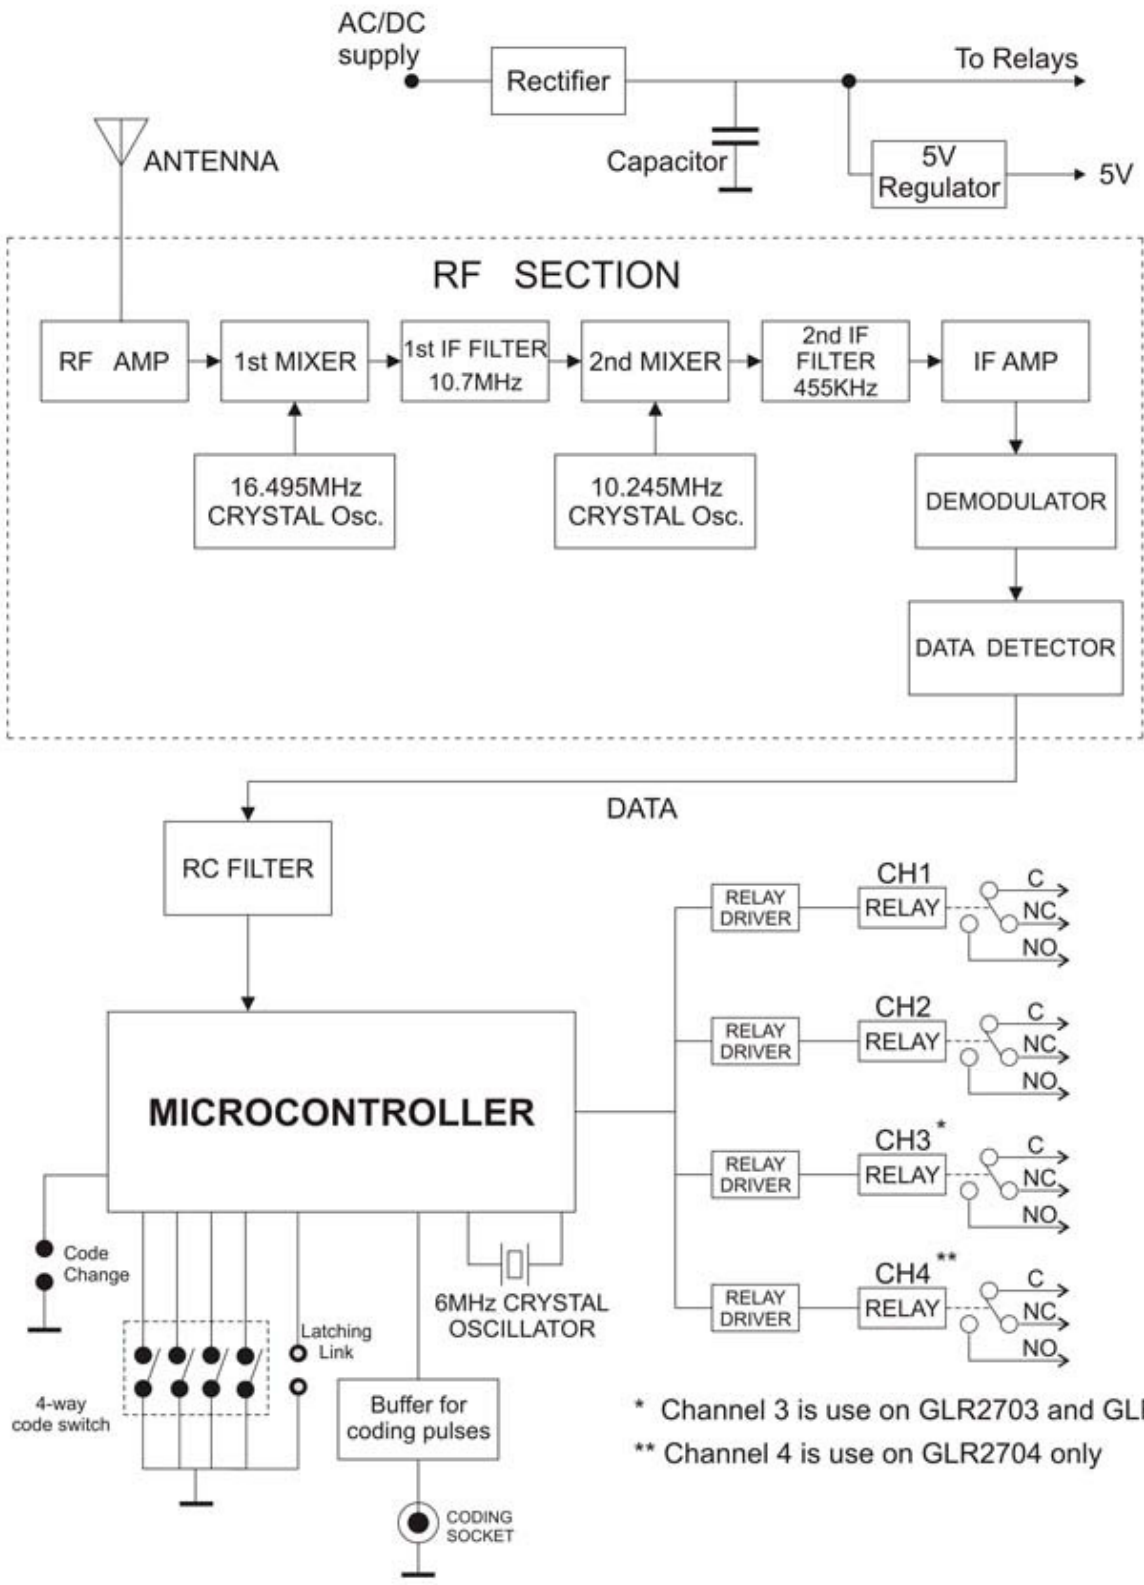 AC/DC
supply
Rectifier
To Relays
Capacitor
5V
Regulator
5V
ANTENNA
RF SECTION
RF AMP
1st MIXER
1st IF FILTER
10.7MHz
2nd MIXER
2nd IF
FILTER
455KHz
IF AMP
16.495MHz
CRYSTAL Osc.
10.245MHz
CRYSTAL Osc.
DEMODULATOR
DATA DETECTOR
DATA
RC FILTER
MICROCONTROLLER
RELAY
DRIVER
CH1
RELAY
C
NC
NO
RELAY
DRIVER
CH2
RELAY
C
NC
NO
RELAY
DRIVER
CH3 *
RELAY
C
NC
NO
RELAY
DRIVER
CH4 **
RELAY
C
NC
NO
Code
Change
4-way
code switch
Latching
Link
6MHz CRYSTAL
OSCILLATOR
Buffer for
coding pulses
CODING
SOCKET
* Channel 3 is use on GLR2703 and GL
** Channel 4 is use on GLR2704 only